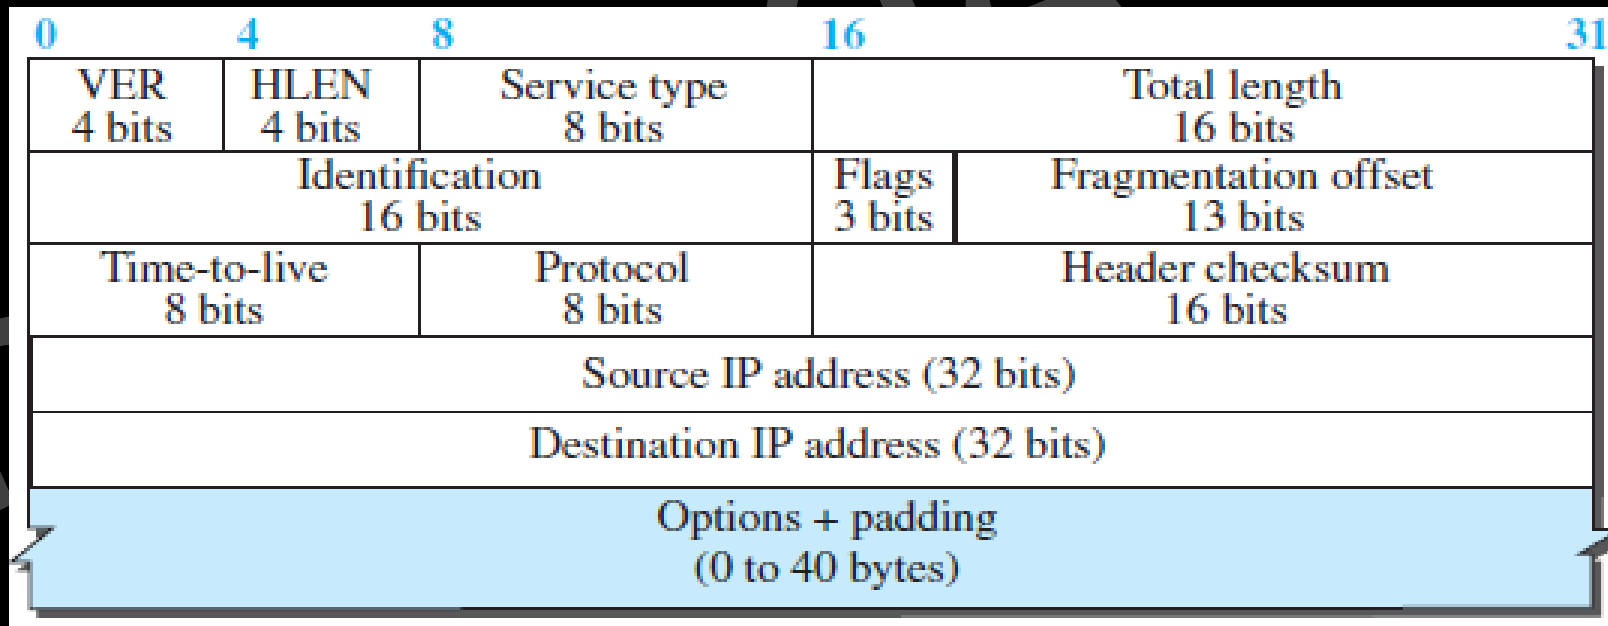 0 4 8 16 31
VER HLEN Service type Total length
4 bits 4 bits 8 bits 16 bits
Identification Flags Fragmentation offset
16 bits 3 bits 13 bits
Time-to-live Protocol Header checksum
8 bits 8 bits 16 bits
Source IP address (32 bits)
Destination IP address (32 bits)
Options + padding
(0 to 40 bytes)